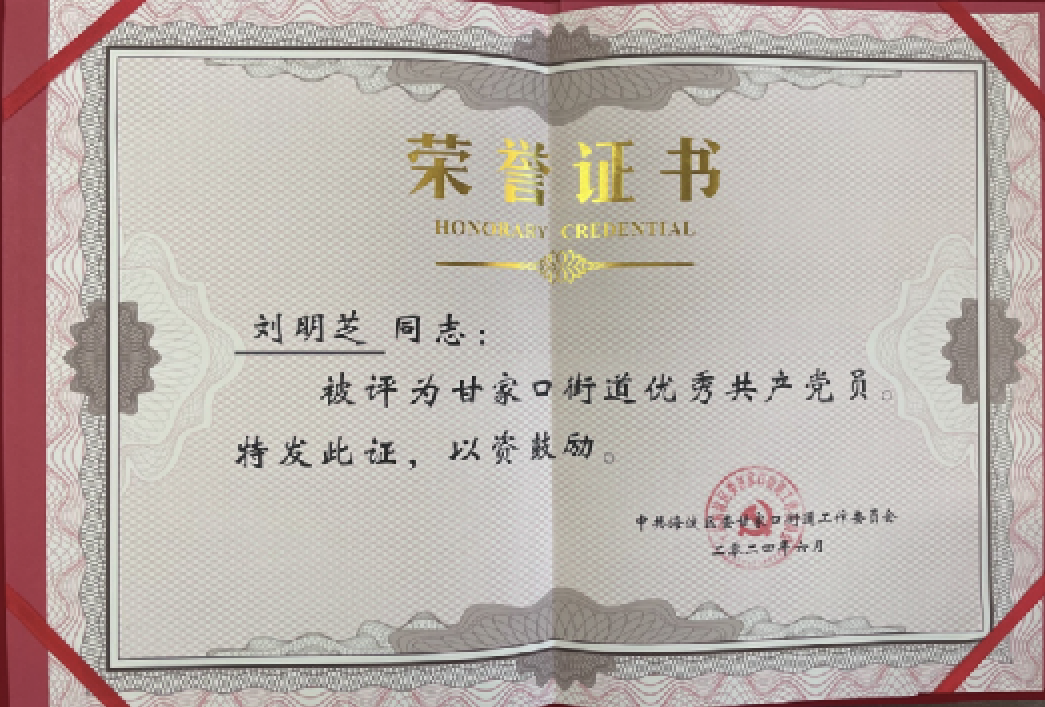 荣誉证书
HONORARY CREDENTIAL
刘明芝 同志：
被评为甘家口街道优秀共产党员。
特发此证，以资鼓励。
中共海淀区委甘家口街道工作委员会
二零二四年六月